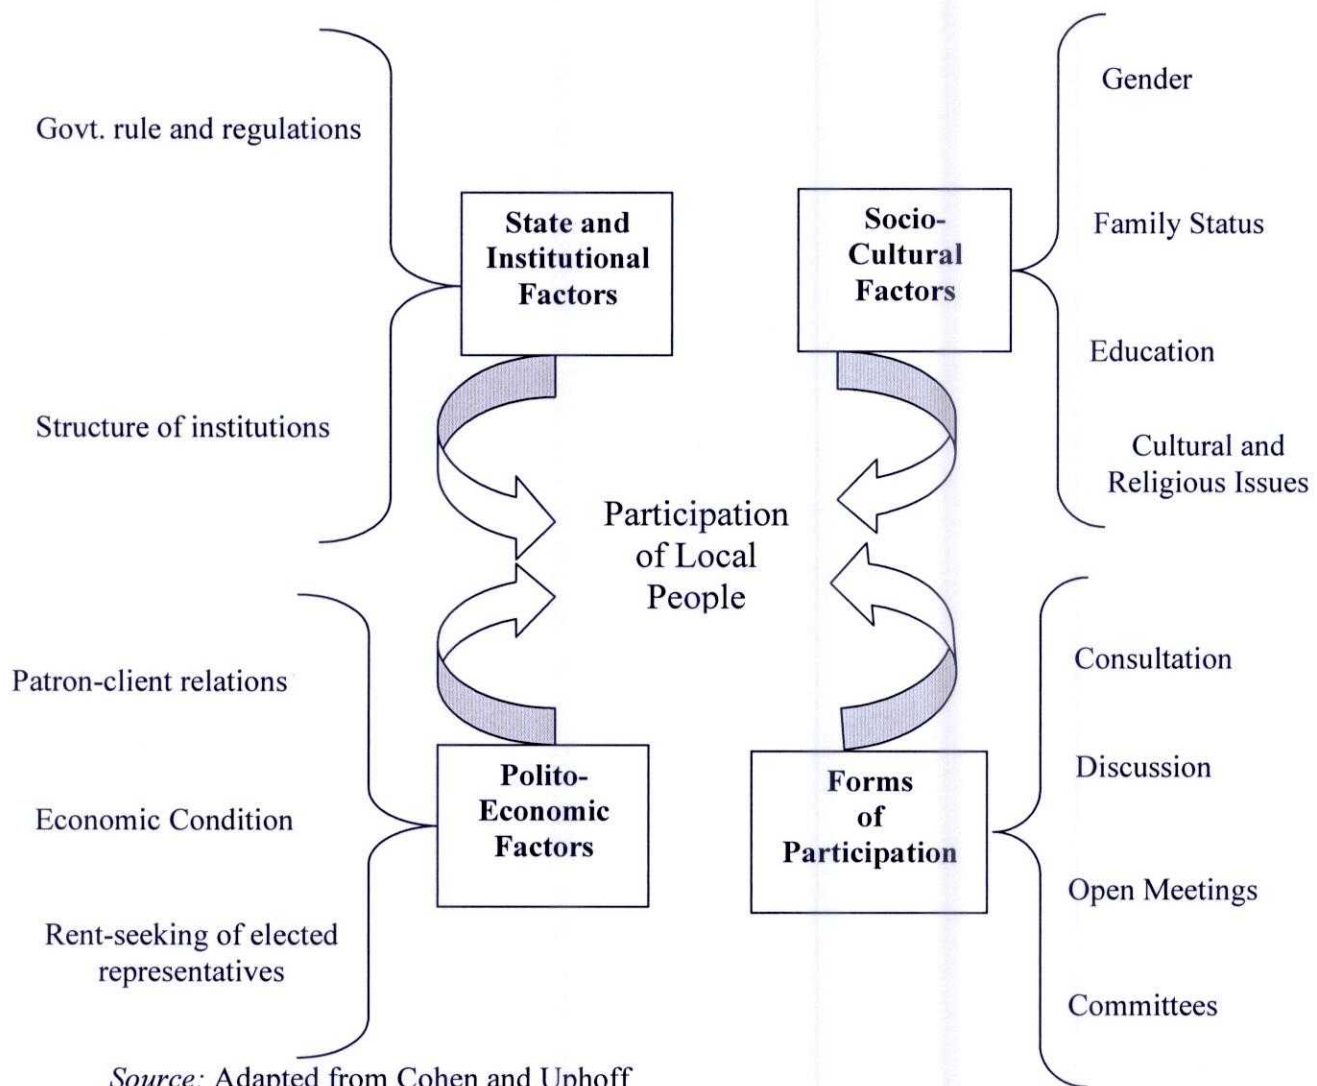 Govt. rule and regulations
Structure of institutions
State and
Institutional
Factors
Socio-
Cultural
Factors
Gender
Family Status
Education
Cultural and
Religious Issues
Participation
of Local
People
Patron-client relations
Economic Condition
Rent-seeking of elected
representatives
Polito-
Economic
Factors
Forms
of
Participation
Consultation
Discussion
Open Meetings
Committees
Source: Adapted from Cohen and Uphoff